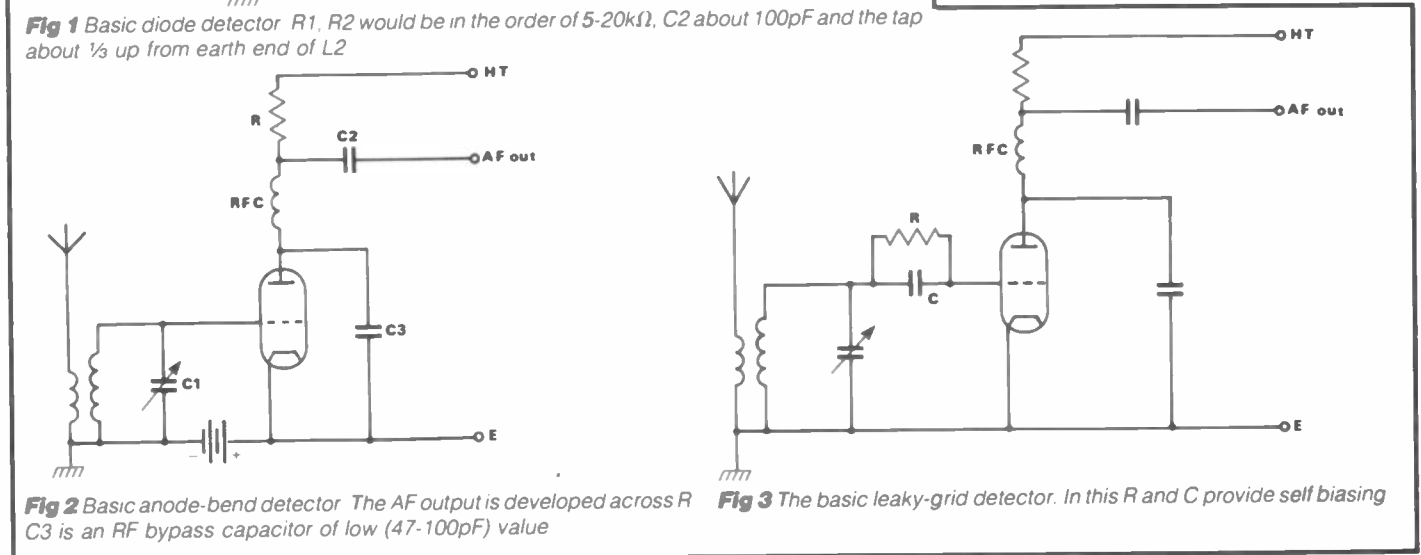 Fig 1 Basic diode detector R1, R2 would be in the order of 5-20kΩ, C2 about 100pF and the tap
about ⅓ up from earth end of L2
HT
R
C2
AF out
RFC
C3
C1
- +
E
Fig 2 Basic anode-bend detector The AF output is developed across R
C3 is an RF bypass capacitor of low (47-100pF) value
HT
AF out
RFC
R
C
E
Fig 3 The basic leaky-grid detector. In this R and C provide self biasing